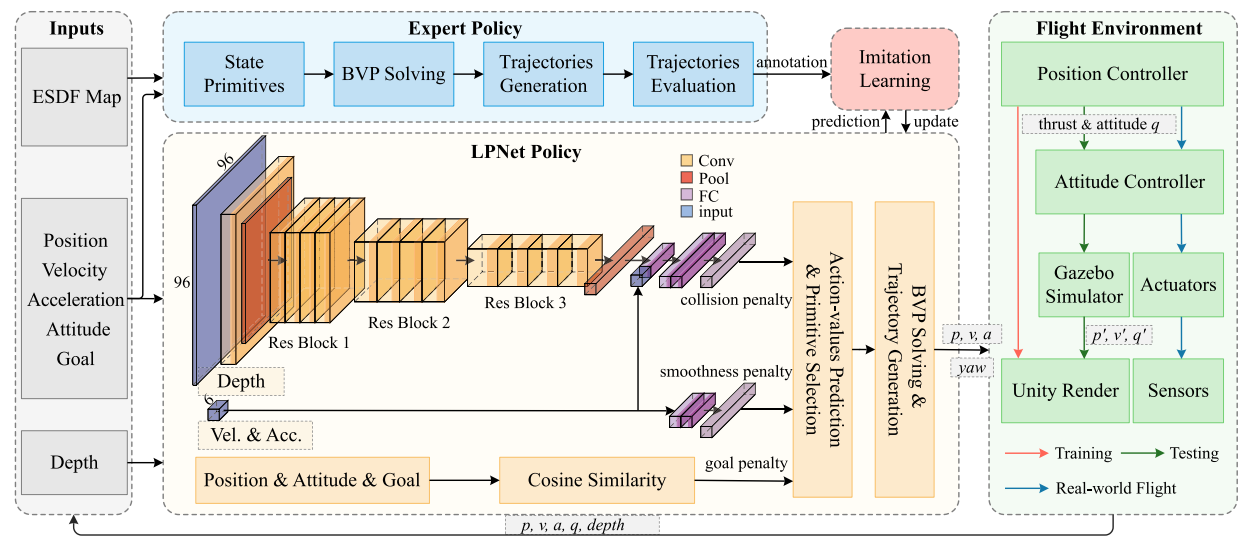 Inputs
ESDF Map
Position
Velocity
Acceleration
Attitude
Goal
Depth
Expert Policy
State
Primitives
BVP Solving
Trajectories
Generation
Trajectories
Evaluation
annotation
Imitation
Learning
prediction
update
LPNet Policy
96
96
Conv
Pool
FC
input
Res Block 1
Res Block 2
Res Block 3
Depth
6
Vel. & Acc.
collision penalty
smoothness penalty
goal penalty
Position & Attitude & Goal
Cosine Similarity
Action-values Prediction
& Primitive Selection
BVP Solving &
Trajectory Generation
p, v, a
yaw
Flight Environment
Position Controller
thrust & attitude q
Attitude Controller
Gazebo
Simulator
Actuators
p', v', q'
Unity Render
Sensors
Training
Testing
Real-world Flight
p, v, a, q, depth